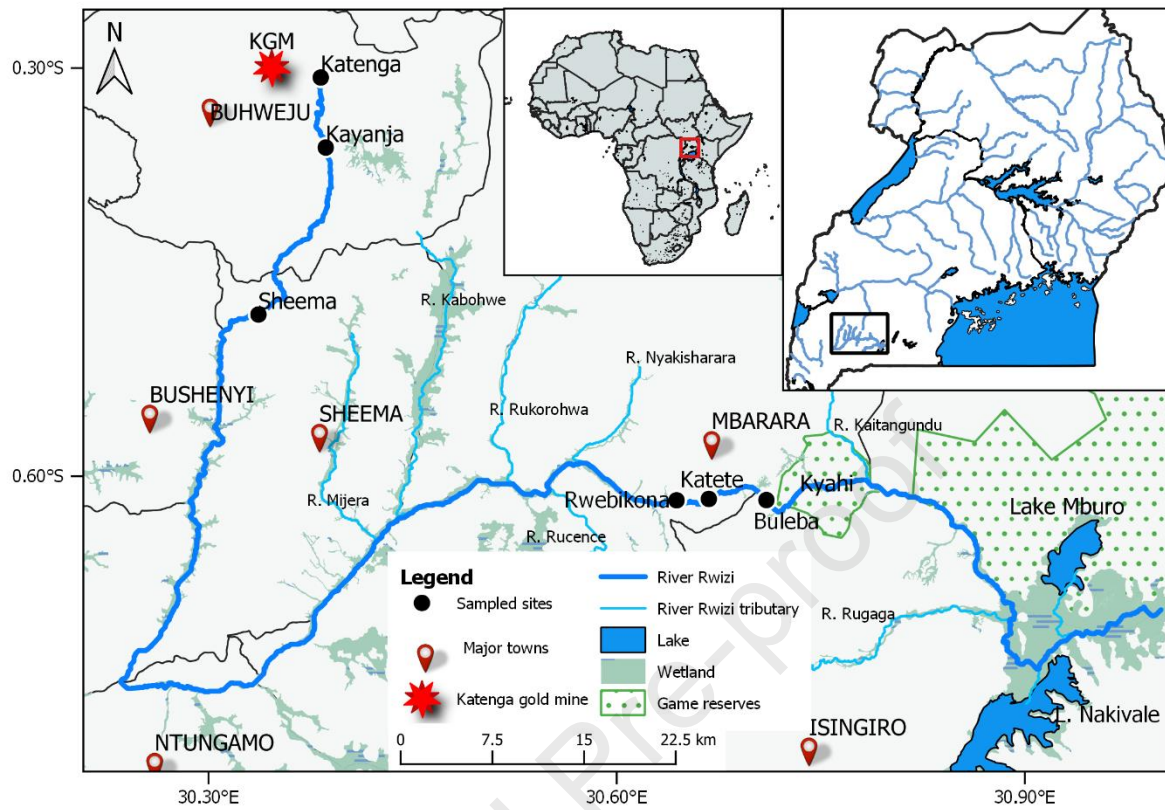 N
KGM
0.30°S
Katenga
BUHWEJU
Kayanja
Sheema
R. Kabohwe
R. Nyakisharara
BUSHENYI
SHEEMA
R. Rukorohwa
MBARARA
R. Kaitangundu
0.60°S
Katete
Kyahi
Rwebikona
R. Mijera
Buleba
Lake Mburo
R. Rucence
Legend
Sampled sites
Major towns
Katenga gold mine
River Rwizi
River Rwizi tributary
Lake
Wetland
Game reserves
0 7.5 15 22.5 km
R. Rugaga
L. Nakivale
ISINGIRO
NTUNGAMO
30.30°E
30.60°E
30.90°E
Pre-proof